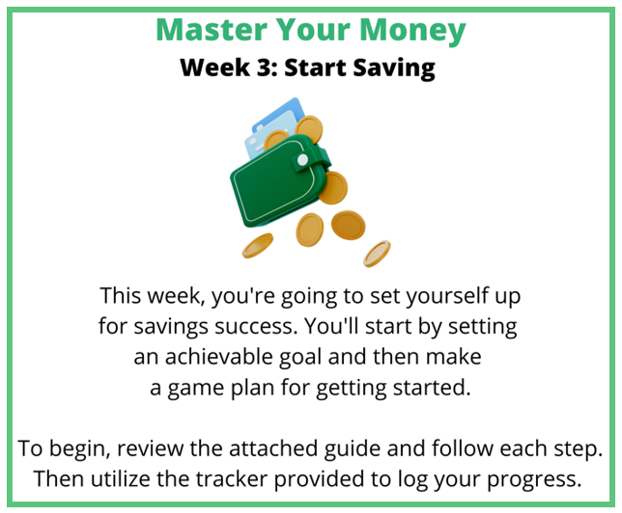 Master Your Money
Week 3: Start Saving
This week, you're going to set yourself up
for savings success. You'll start by setting
an achievable goal and then make
a game plan for getting started.
To begin, review the attached guide and follow each step.
Then utilize the tracker provided to log your progress.